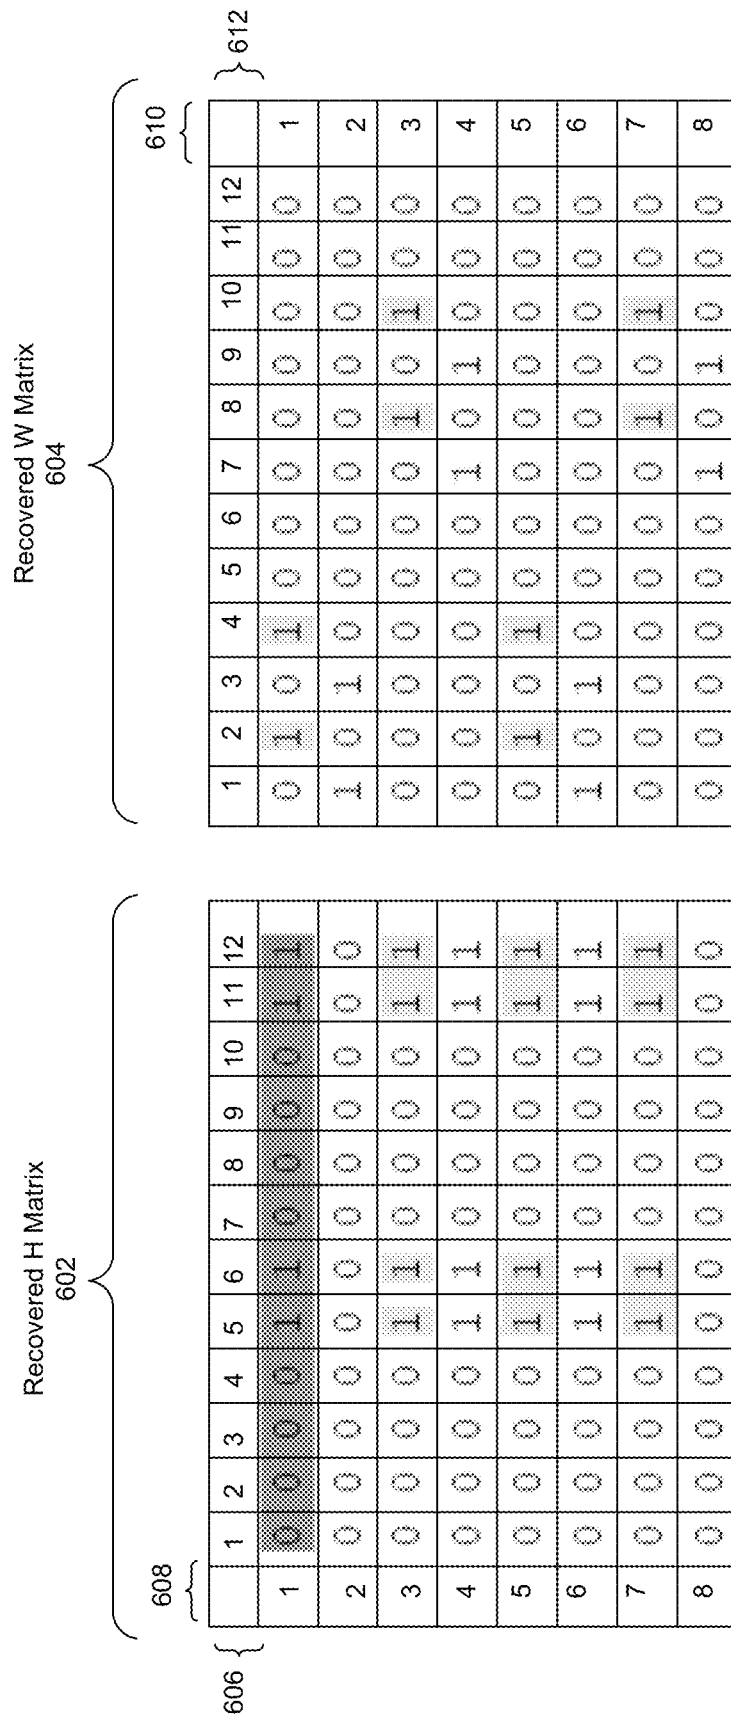 Recovered H Matrix
602
608
606
1 2 3 4 5 6 7 8 9 10 11 12
1 0 0 0 0 1 1 0 0 0 0 1 1
2 0 0 0 0 0 0 0 0 0 0 0 0
3 0 0 0 0 1 1 0 0 0 0 1 1
4 0 0 0 0 1 1 0 0 0 0 1 1
5 0 0 0 0 1 1 0 0 0 0 1 1
6 0 0 0 0 1 1 0 0 0 0 1 1
7 0 0 0 0 1 1 0 0 0 0 1 1
8 0 0 0 0 0 0 0 0 0 0 0 0
Recovered W Matrix
604
610
1 2 3 4 5 6 7 8 9 10 11 12
612
0 1 0 1 0 0 0 0 0 0 0 0 1
1 0 1 0 0 0 0 0 0 0 0 0 2
0 0 0 0 0 0 0 1 0 1 0 0 3
0 0 0 0 0 0 1 0 1 0 0 0 4
0 1 0 1 0 0 0 0 0 0 0 0 5
1 0 1 0 0 0 0 0 0 0 0 0 6
0 0 0 0 0 0 0 1 0 1 0 0 7
0 0 0 0 0 0 1 0 1 0 0 0 8